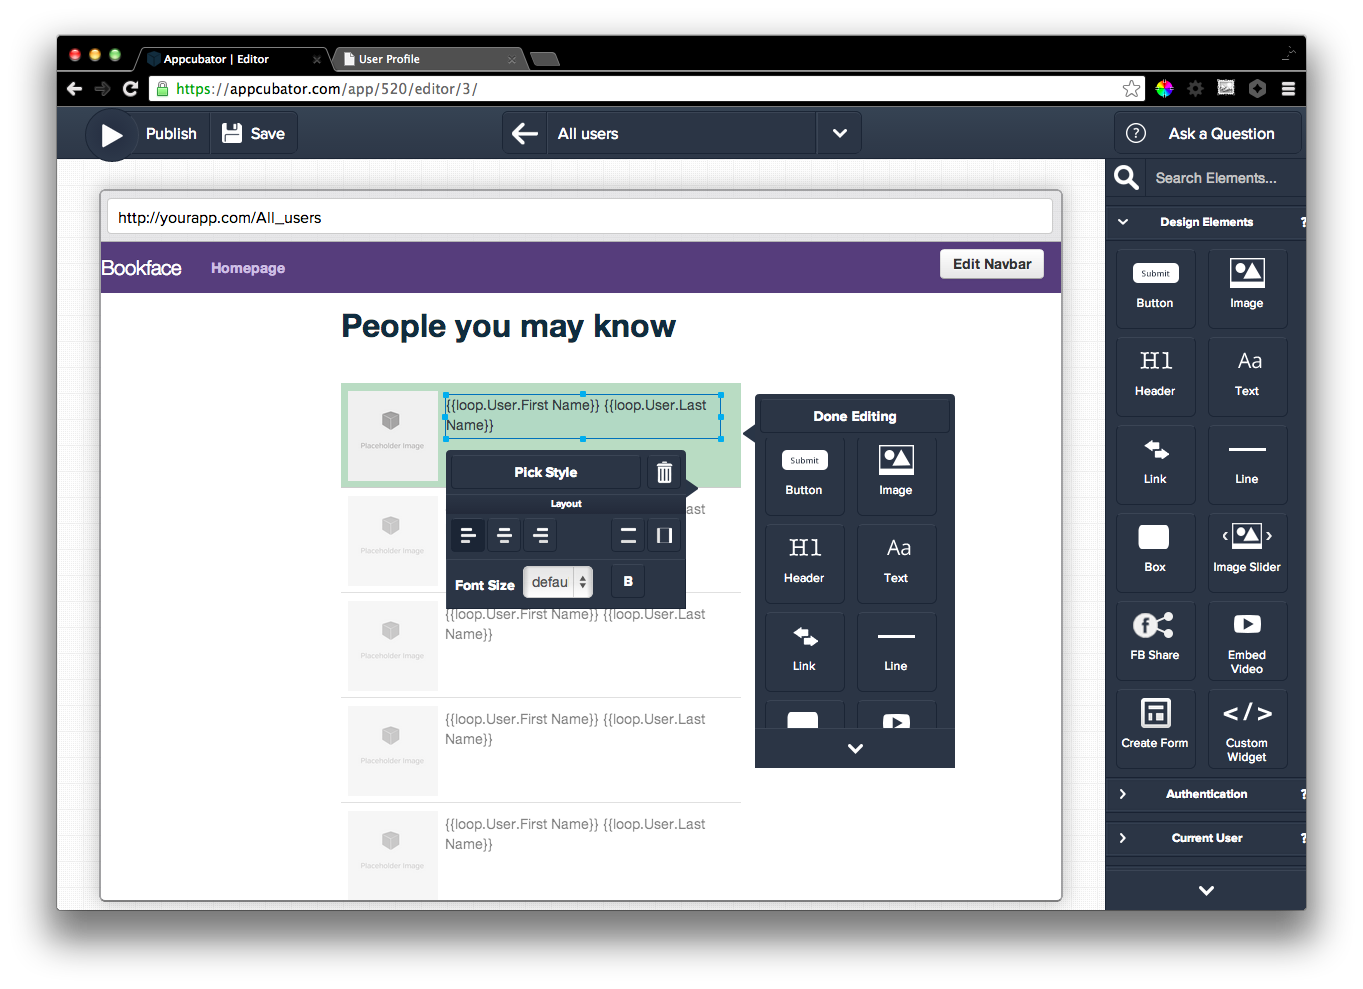 Appcubator | Editor
User Profile
https://appcubator.com/app/520/editor/3/
Publish
Save
All users
? Ask a Question
Search Elements...
http://yourapp.com/All_users
Bookface
Homepage
Edit Navbar
People you may know
Placeholder Image
{{loop.User.First Name}} {{loop.User.Last
Name}}
Pick Style
Layout
Font Size
defau
B
Placeholder Image
ast
Placeholder Image
{{loop.User.First Name}} {{loop.User.Last
Name}}
Placeholder Image
{{loop.User.First Name}} {{loop.User.Last
Name}}
Placeholder Image
{{loop.User.First Name}} {{loop.User.Last
Name}}
Done Editing
Submit
Button
Image
H1
Header
Aa
Text
Link
Line
Design Elements ?
Submit
Button
Image
H1
Header
Aa
Text
Link
Line
Box
Image Slider
f
FB Share
Embed
Video
Create Form
</>
Custom
Widget
Authentication ?
Current User ?